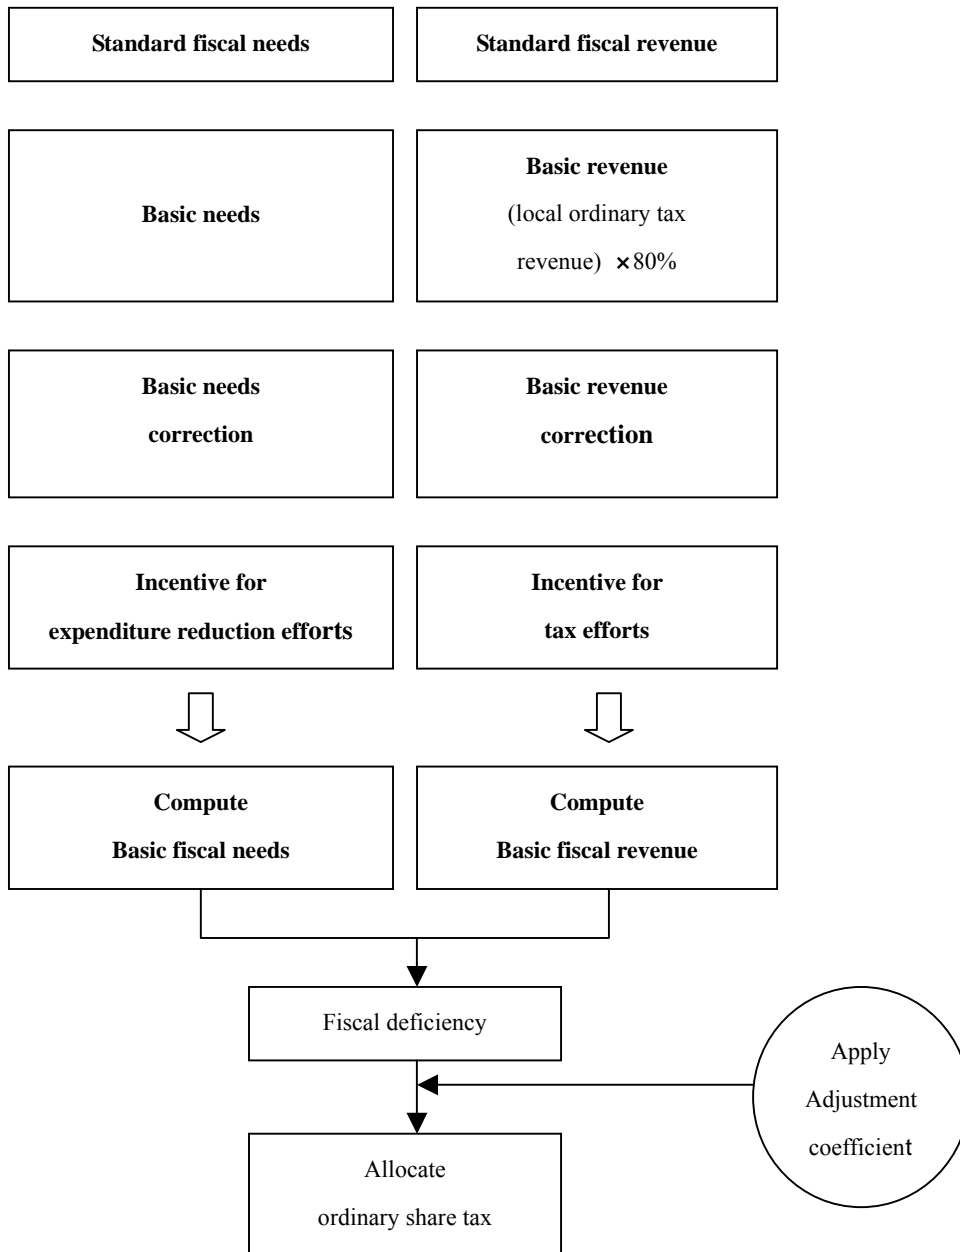 Standard fiscal needs
Standard fiscal revenue
Basic needs
Basic revenue
(local ordinary tax
revenue) ×80%
Basic needs
correction
Basic revenue
correction
Incentive for
expenditure reduction efforts
Incentive for
tax efforts
Compute
Basic fiscal needs
Compute
Basic fiscal revenue
Fiscal deficiency
Apply
Adjustment
coefficient
Allocate
ordinary share tax